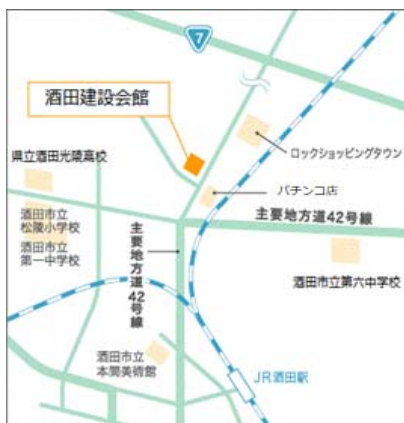 7
酒田建設会館
県立酒田光陵高校
ロックショッピングタウン
パチンコ店
酒田市立
松陵小学校
酒田市立
第一中学校
主要地方道42号線
主要地方道42号線
酒田市立第六中学校
酒田市立
本間美術館
JR酒田駅